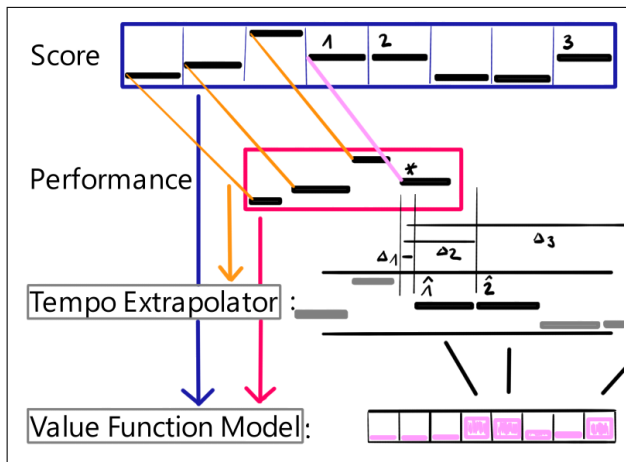 Score 1 2 3
Performance *
Δ1 Δ2 Δ3
Tempo Extrapolator : 1̂ 2̂
Value Function Model: